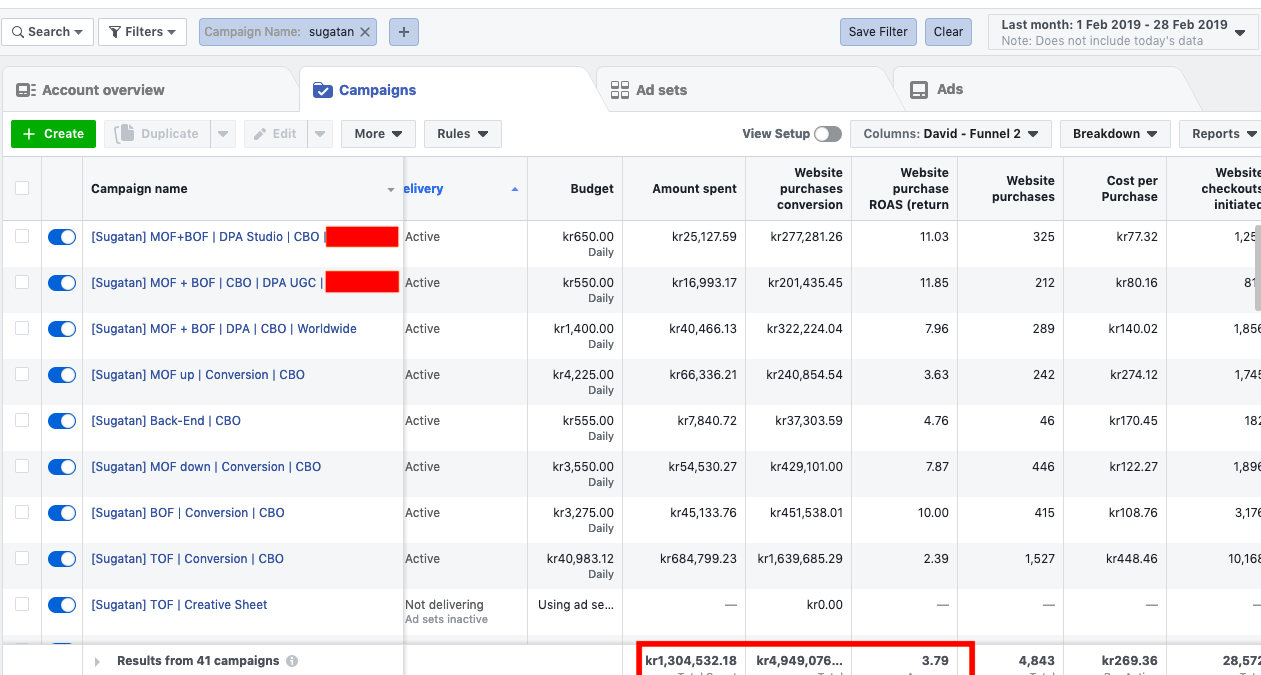 Search Filters Campaign Name: sugatan Save Filter Clear Last month: 1 Feb 2019 - 28 Feb 2019
Note: Does not include today's data
Account overview Campaigns Ad sets Ads
+ Create Duplicate Edit More Rules View Setup Columns: David - Funnel 2 Breakdown Reports
Campaign name elivery Budget Amount spent Website purchases conversion Website purchase ROAS (return Website purchases Cost per Purchase Website checkouts initiated
[Sugatan] MOF+BOF | DPA Studio | CBO | Active kr650.00 kr25,127.59 kr277,281.26 11.03 325 kr77.32 1,25
Daily
[Sugatan] MOF + BOF | CBO | DPA UGC | Active kr550.00 kr16,993.17 kr201,435.45 11.85 212 kr80.16 81
Daily
[Sugatan] MOF + BOF | DPA | CBO | Worldwide Active kr1,400.00 kr40,466.13 kr322,224.04 7.96 289 kr140.02 1,856
Daily
[Sugatan] MOF up | Conversion | CBO Active kr4,225.00 kr66,336.21 kr240,854.54 3.63 242 kr274.12 1,745
Daily
[Sugatan] Back-End | CBO Active kr555.00 kr7,840.72 kr37,303.59 4.76 46 kr170.45 182
Daily
[Sugatan] MOF down | Conversion | CBO Active kr3,550.00 kr54,530.27 kr429,101.00 7.87 446 kr122.27 1,896
Daily
[Sugatan] BOF | Conversion | CBO Active kr3,275.00 kr45,133.76 kr451,538.01 10.00 415 kr108.76 3,176
Daily
[Sugatan] TOF | Conversion | CBO Active kr40,983.12 kr684,799.23 kr1,639,685.29 2.39 1,527 kr448.46 10,168
Daily
[Sugatan] TOF | Creative Sheet Not delivering Using ad se... — kr0.00 — — — —
Ad sets inactive
Results from 41 campaigns kr1,304,532.18 kr4,949,076... 3.79 4,843 kr269.36 28,572